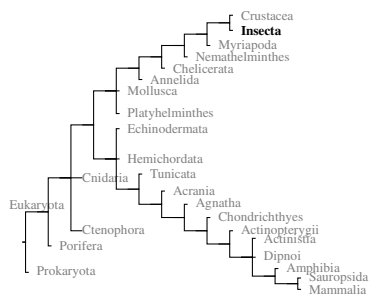 Crustacea
Insecta
Myriapoda
Nemathelminthes
Chelicerata
Annelida
Mollusca
Platyhelminthes
Echinodermata
Hemichordata
Tunicata
Cnidaria
Acrania
Agnatha
Eukaryota
Chondrichthyes
Ctenophora
Actinopterygii
Actinistia
Porifera
Dipnoi
Amphibia
Prokaryota
Sauropsida
Mammalia